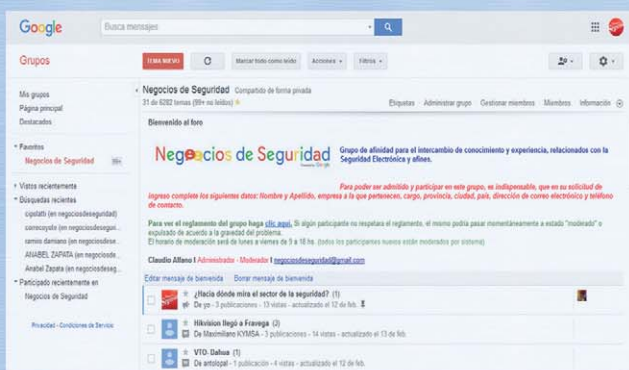 Google
Busca mensajes
Grupos
TEMA NUEVO
Marcar todo como leído
Acciones
Filtros
Mis grupos
Página principal
Destacados
Favoritos
Negocios de Seguridad 99+
Vistos recientemente
Búsquedas recientes
cipolatti (en negociosdeseguridad)
conecoyste (en negociosdesegurí...
ramiro damiano (en negociosdese...
ANABEL ZAPATA (en negociosde...
Anabel Zapata (en negociosdeseg...
Participado recientemente en
Negocios de Seguridad
Privacidad - Condiciones de Servicio
Negocios de Seguridad Compartido de forma privada
31 de 6282 temas (99+ no leídos)
Etiquetas Administrar grupo Gestionar miembros Miembros Información
Bienvenido al foro
Negocios de Seguridad
Grupo de afinidad para el intercambio de conocimiento y experiencia, relacionados con la
Seguridad Electrónica y afines.
Para poder ser admitido y participar en este grupo, es indispensable, que en su solicitud de
ingreso complete los siguientes datos: Nombre y Apellido, empresa a la que pertenecen, cargo, provincia, ciudad, país, dirección de correo electrónico y teléfono
de contacto.
Para ver el reglamento del grupo haga clic aquí. Si algún participante no respetara el reglamento, el mismo podría pasar momentáneamente a estado "moderado" o
expulsado de acuerdo a la gravedad del problema.
El horario de moderación será de lunes a viernes de 9 a 18 hs. (todos los participantes nuevos están moderados por sistema)
Claudio Alfano I Administrador - Moderador I negociosdeseguridad@gmail.com
Editar mensaje de bienvenida Borrar mensaje de bienvenida
¿Hacia dónde mira el sector de la seguridad? (1)
De yo - 3 publicaciones - 13 vistas - actualizado el 12 de feb.
Hikvision llegó a Fravega (2)
De Maximiliano KYMSA - 3 publicaciones - 14 vistas - actualizado el 13 de feb.
VTO- Dahua (1)
De antolopal - 1 publicación - 4 vistas - actualizado el 12 de feb.